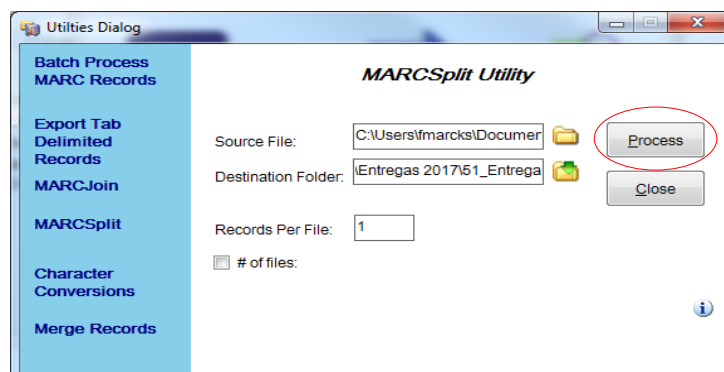 Utilties Dialog
Batch Process
MARC Records
Export Tab
Delimited
Records
MARCJoin
MARCSplit
Character
Conversions
Merge Records
MARCSplit Utility
Source File:
C:\Users\fmarcks\Documer
Destination Folder:
\Entregas 2017\51_Entrega
Records Per File:
1
# of files:
Process
Close